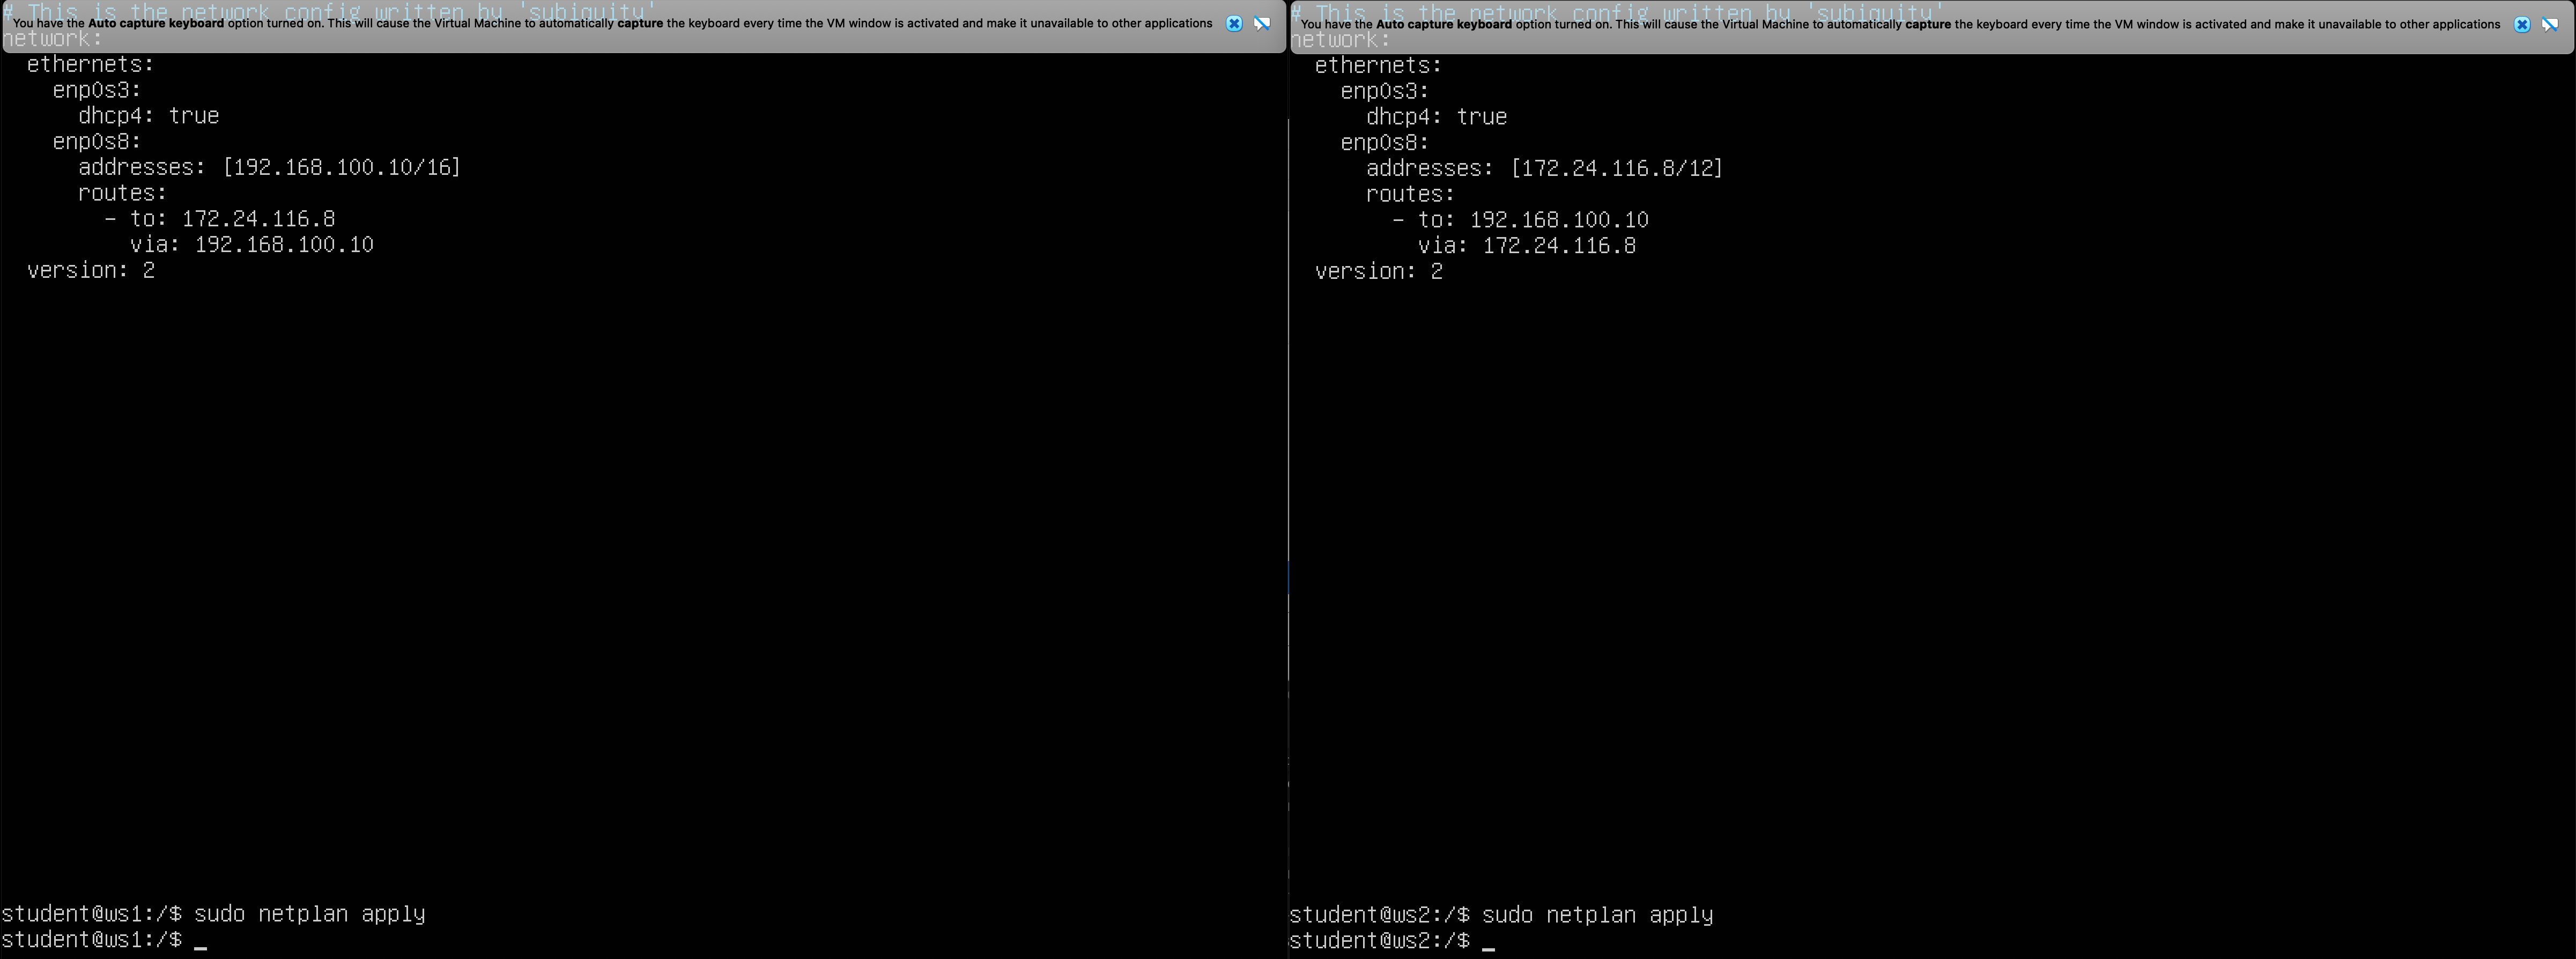 # This is the network config written by 'subiquity'
You have the Auto capture keyboard option turned on. This will cause the Virtual Machine to automatically capture the keyboard every time the VM window is activated and make it unavailable to other applications
network:
  ethernets:
    enp0s3:
      dhcp4: true
    enp0s8:
      addresses: [192.168.100.10/16]
      routes:
        - to: 172.24.116.8
          via: 192.168.100.10
  version: 2
student@ws1:/$ sudo netplan apply
student@ws1:/$ _
# This is the network config written by 'subiquity'
You have the Auto capture keyboard option turned on. This will cause the Virtual Machine to automatically capture the keyboard every time the VM window is activated and make it unavailable to other applications
network:
  ethernets:
    enp0s3:
      dhcp4: true
    enp0s8:
      addresses: [172.24.116.8/12]
      routes:
        - to: 192.168.100.10
          via: 172.24.116.8
  version: 2
student@ws2:/$ sudo netplan apply
student@ws2:/$ _